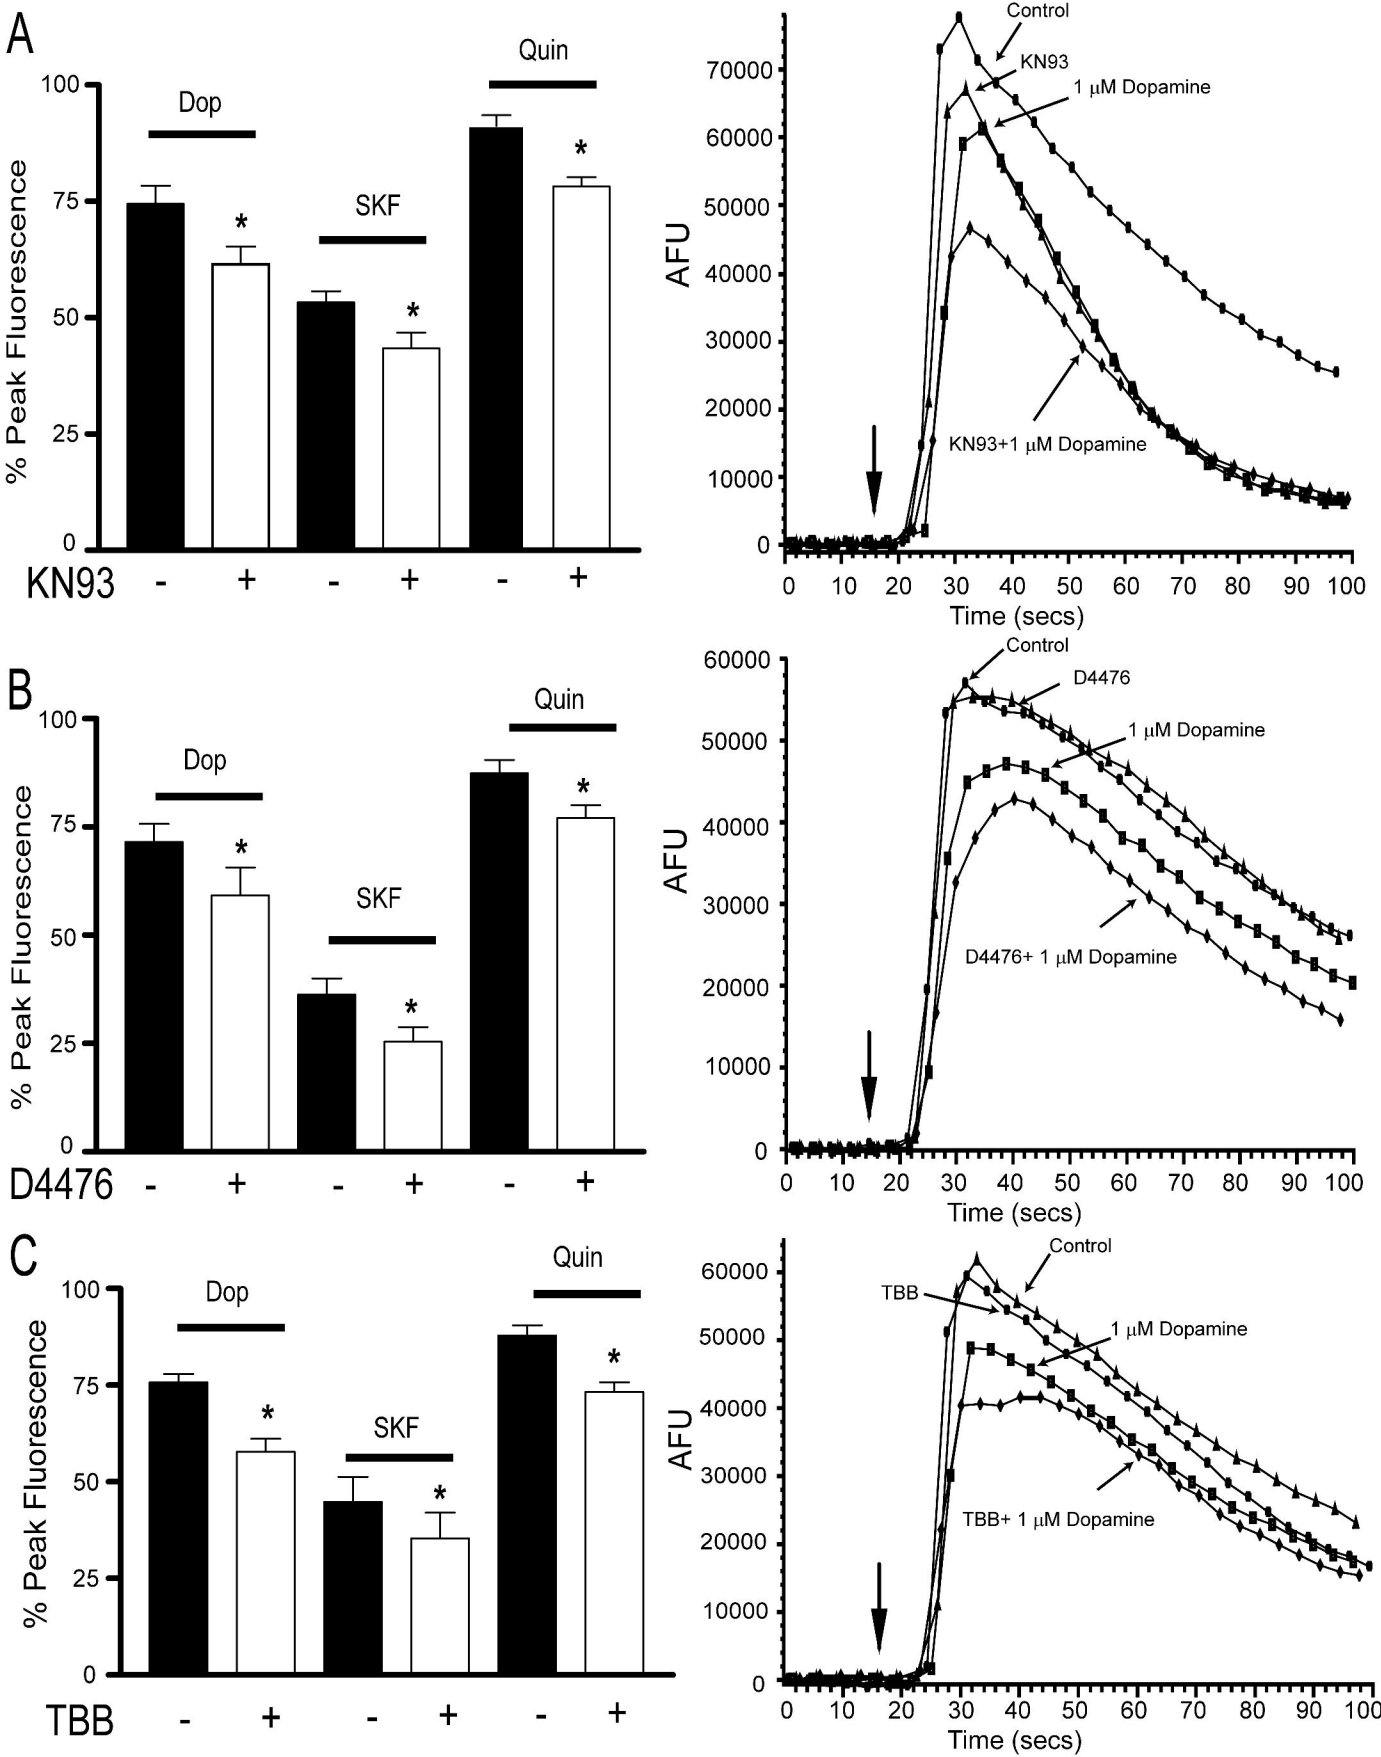 A
Quin
Dop
SKF
% Peak Fluorescence
100
75
50
25
0
*
*
*
KN93 - + - + - +
Control
KN93
1 µM Dopamine
KN93+1 µM Dopamine
AFU
70000
60000
50000
40000
30000
20000
10000
0
0 10 20 30 40 50 60 70 80 90 100
Time (secs)
B
Quin
Dop
SKF
% Peak Fluorescence
100
75
50
25
0
*
*
*
D4476 - + - + - +
Control
D4476
1 µM Dopamine
D4476+ 1 µM Dopamine
AFU
60000
50000
40000
30000
20000
10000
0
0 10 20 30 40 50 60 70 80 90 100
Time (secs)
C
Quin
Dop
SKF
% Peak Fluorescence
100
75
50
25
0
*
*
*
TBB - + - + - +
Control
TBB
1 µM Dopamine
TBB+ 1 µM Dopamine
AFU
60000
50000
40000
30000
20000
10000
0
0 10 20 30 40 50 60 70 80 90 100
Time (secs)